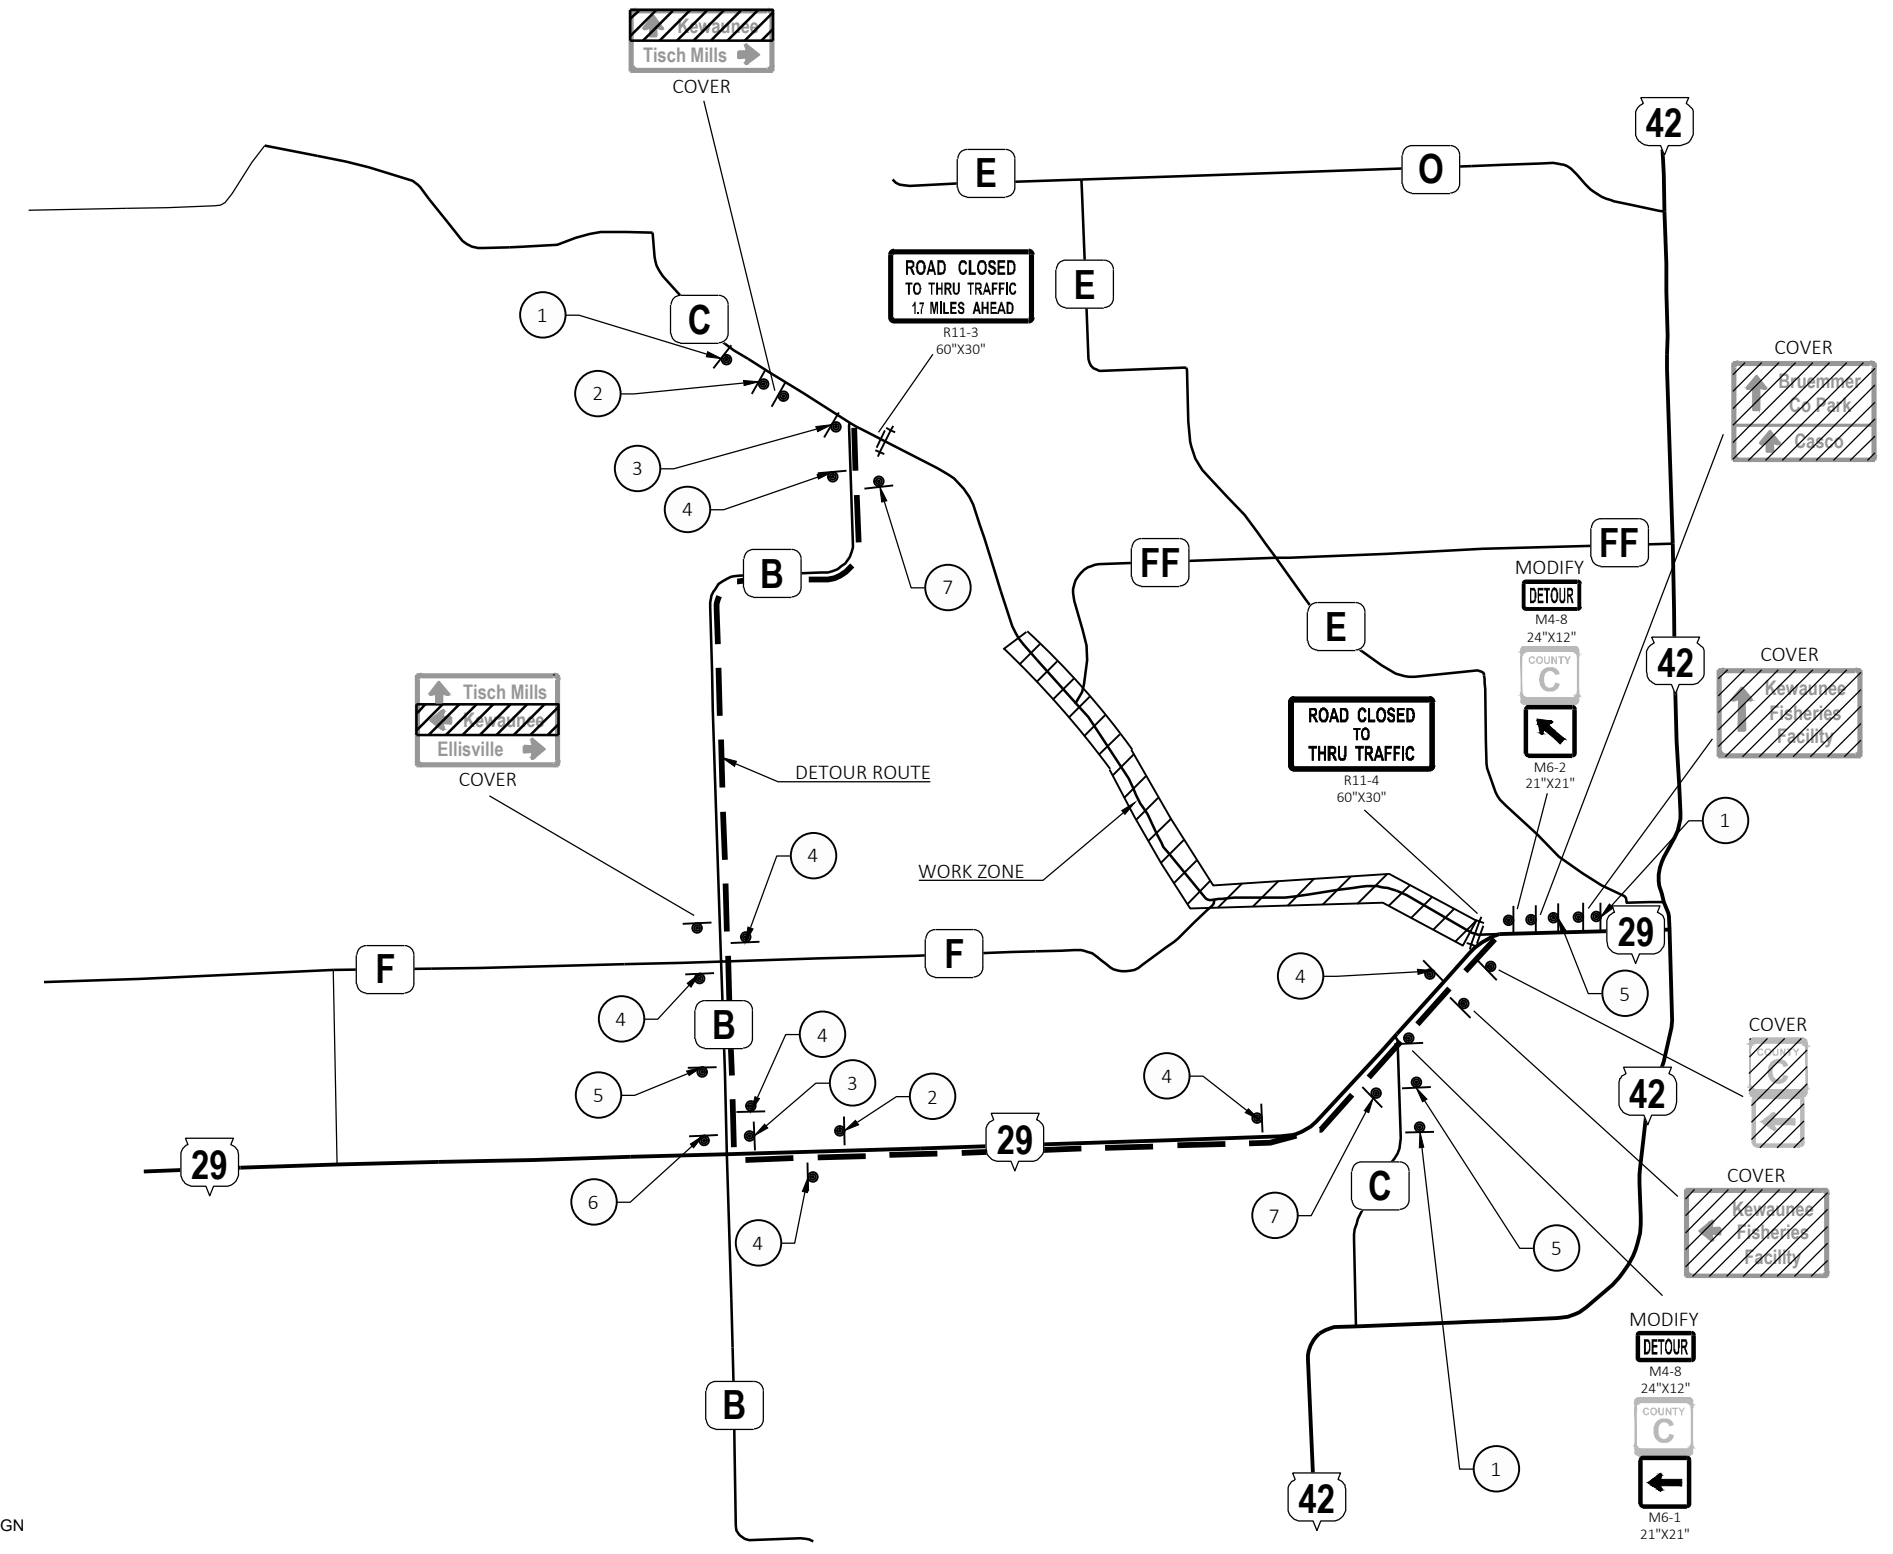 Kewaunee
Tisch Mills
COVER
42
E
O
ROAD CLOSED
TO THRU TRAFFIC
1.7 MILES AHEAD
R11-3
60"X30"
E
C
1
2
3
4
7
COVER
Bruemmer
Co Park
Casco
B
FF
FF
MODIFY
DETOUR
M4-8
24"X12"
COUNTY
C
M6-2
21"X21"
E
42
COVER
Kewaunee
Fisheries
Facility
Tisch Mills
Kewaunee
Ellisville
COVER
DETOUR ROUTE
ROAD CLOSED
TO
THRU TRAFFIC
R11-4
60"X30"
1
4
WORK ZONE
F
F
29
4
5
4
B
4
COVER
COUNTY
C
5
3
2
4
42
29
29
6
4
7
C
5
COVER
Kewaunee
Fisheries
Facility
MODIFY
DETOUR
M4-8
24"X12"
COUNTY
C
M6-1
21"X21"
B
1
42
GN